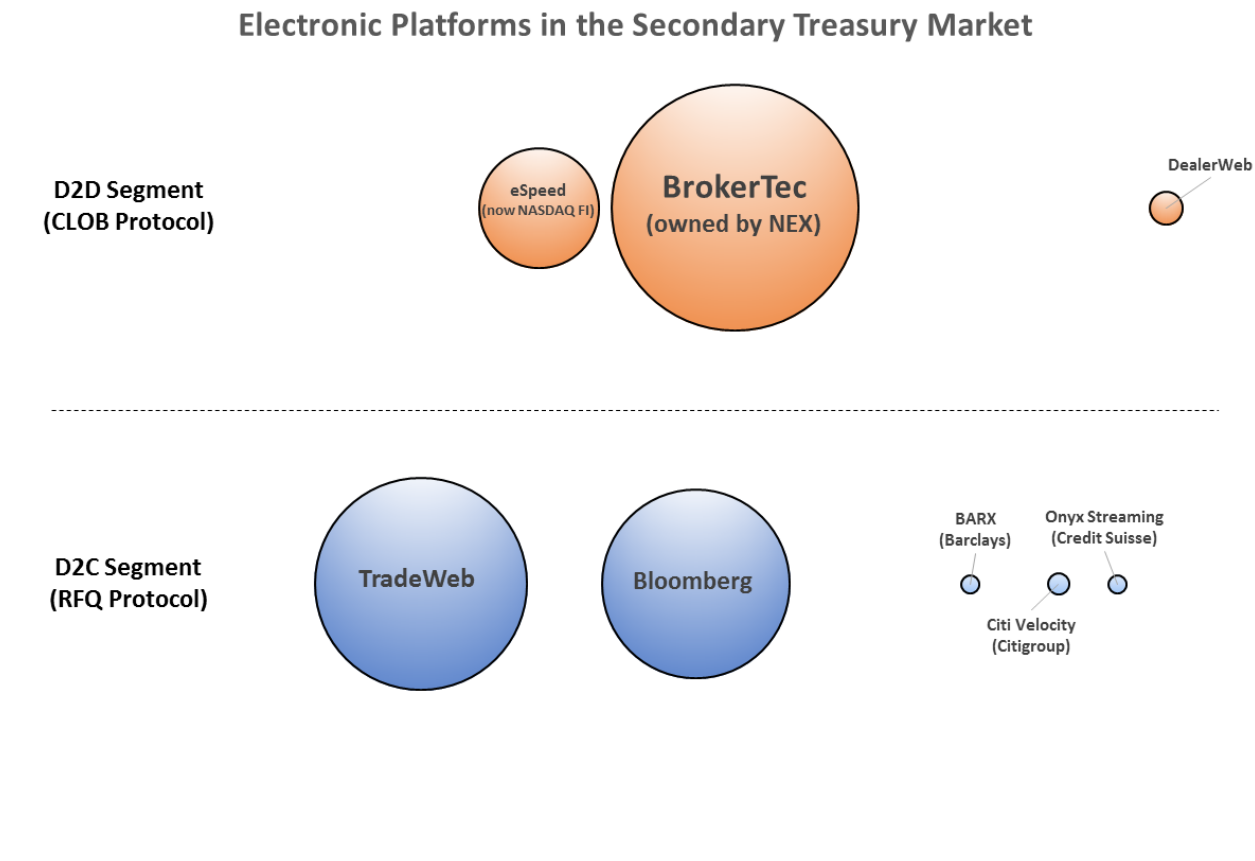 Electronic Platforms in the Secondary Treasury Market
DealerWeb
D2D Segment
(CLOB Protocol)
eSpeed
(now NASDAQ FI)
BrokerTec
(owned by NEX)
D2C Segment
(RFQ Protocol)
TradeWeb
Bloomberg
BARX
(Barclays)
Onyx Streaming
(Credit Suisse)
Citi Velocity
(Citigroup)